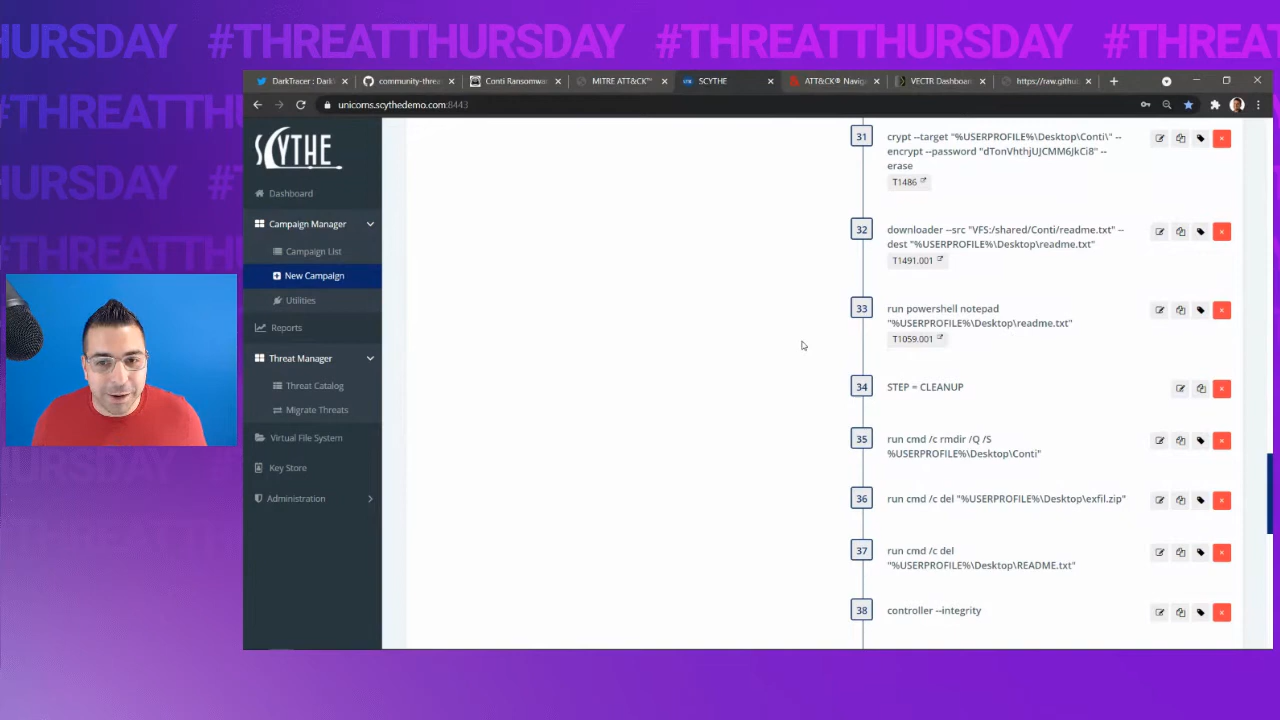 HURSDAY #THREATTHURSDAY #THREATTHURSDAY #THREATT
DarkTracer : Dark
community-threa
Conti Ransomwar
MITRE ATT&CK™
SCYTHE
ATT&CK® Naviga
VECTR Dashboar
https://raw.githu
unicorns.scythedemo.com:8443
SCYTHE
Dashboard
Campaign Manager
Campaign List
New Campaign
Utilities
Reports
Threat Manager
Threat Catalog
Migrate Threats
Virtual File System
Key Store
Administration
31
crypt --target "%USERPROFILE%\Desktop\Conti\" --
encrypt --password "dTonVhthjUJCMM6JkCi8" --
erase
T1486
32
downloader --src "VFS:/shared/Conti/readme.txt" --
dest "%USERPROFILE%\Desktop\readme.txt"
T1491.001
33
run powershell notepad
"%USERPROFILE%\Desktop\readme.txt"
T1059.001
34
STEP = CLEANUP
35
run cmd /c rmdir /Q /S
%USERPROFILE%\Desktop\Conti"
36
run cmd /c del "%USERPROFILE%\Desktop\exfil.zip"
37
run cmd /c del
"%USERPROFILE%\Desktop\README.txt"
38
controller --integrity